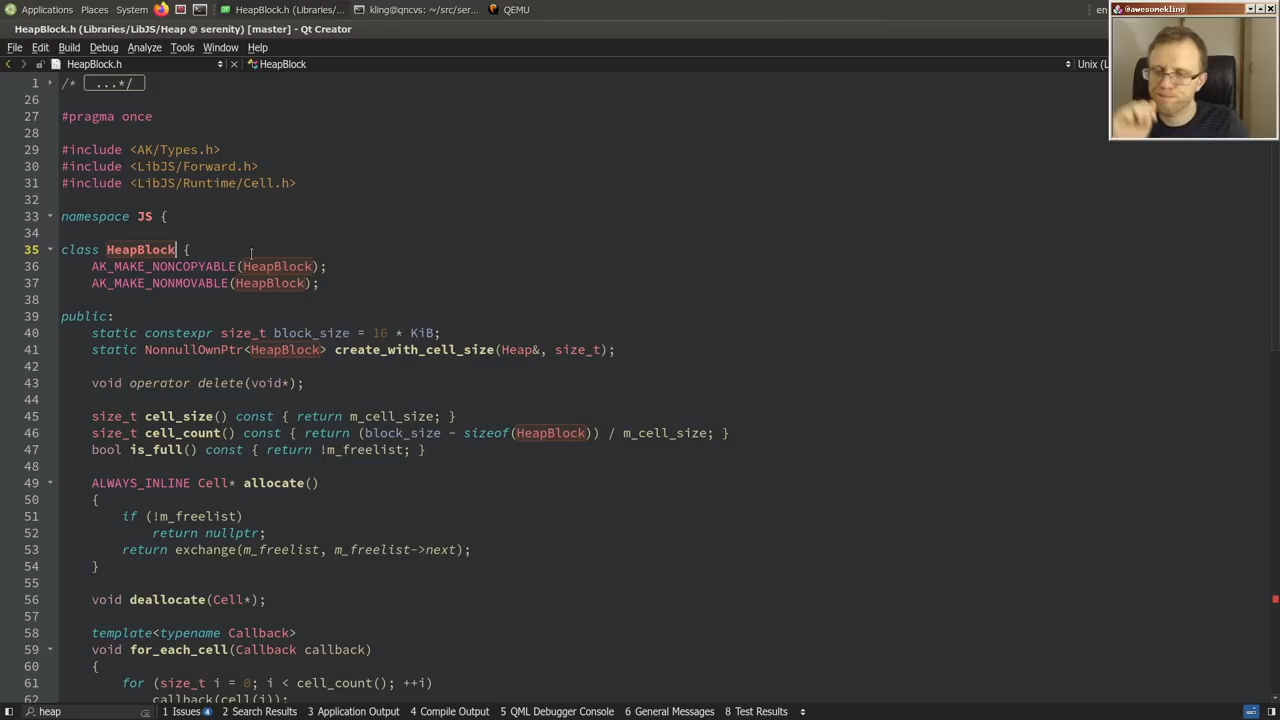 Applications Places System HeapBlock.h (Libraries/... kling@qncvs: ~/src/ser... QEMU en @awesomekling
HeapBlock.h (Libraries/LibJS/Heap @ serenity) [master] - Qt Creator
File Edit Build Debug Analyze Tools Window Help
HeapBlock.h HeapBlock Unix (L
1 /* ...*/
26
27 #pragma once
28
29 #include <AK/Types.h>
30 #include <LibJS/Forward.h>
31 #include <LibJS/Runtime/Cell.h>
32
33 namespace JS {
34
35 class HeapBlock {
36 AK_MAKE_NONCOPYABLE(HeapBlock);
37 AK_MAKE_NONMOVABLE(HeapBlock);
38
39 public:
40 static constexpr size_t block_size = 16 * KiB;
41 static NonnullOwnPtr<HeapBlock> create_with_cell_size(Heap&, size_t);
42
43 void operator delete(void*);
44
45 size_t cell_size() const { return m_cell_size; }
46 size_t cell_count() const { return (block_size - sizeof(HeapBlock)) / m_cell_size; }
47 bool is_full() const { return !m_freelist; }
48
49 ALWAYS_INLINE Cell* allocate()
50 {
51 if (!m_freelist)
52 return nullptr;
53 return exchange(m_freelist, m_freelist->next);
54 }
55
56 void deallocate(Cell*);
57
58 template<typename Callback>
59 void for_each_cell(Callback callback)
60 {
61 for (size_t i = 0; i < cell_count(); ++i)
62 callback(cell(i));
heap 1 Issues 4 2 Search Results 3 Application Output 4 Compile Output 5 QML Debugger Console 6 General Messages 8 Test Results